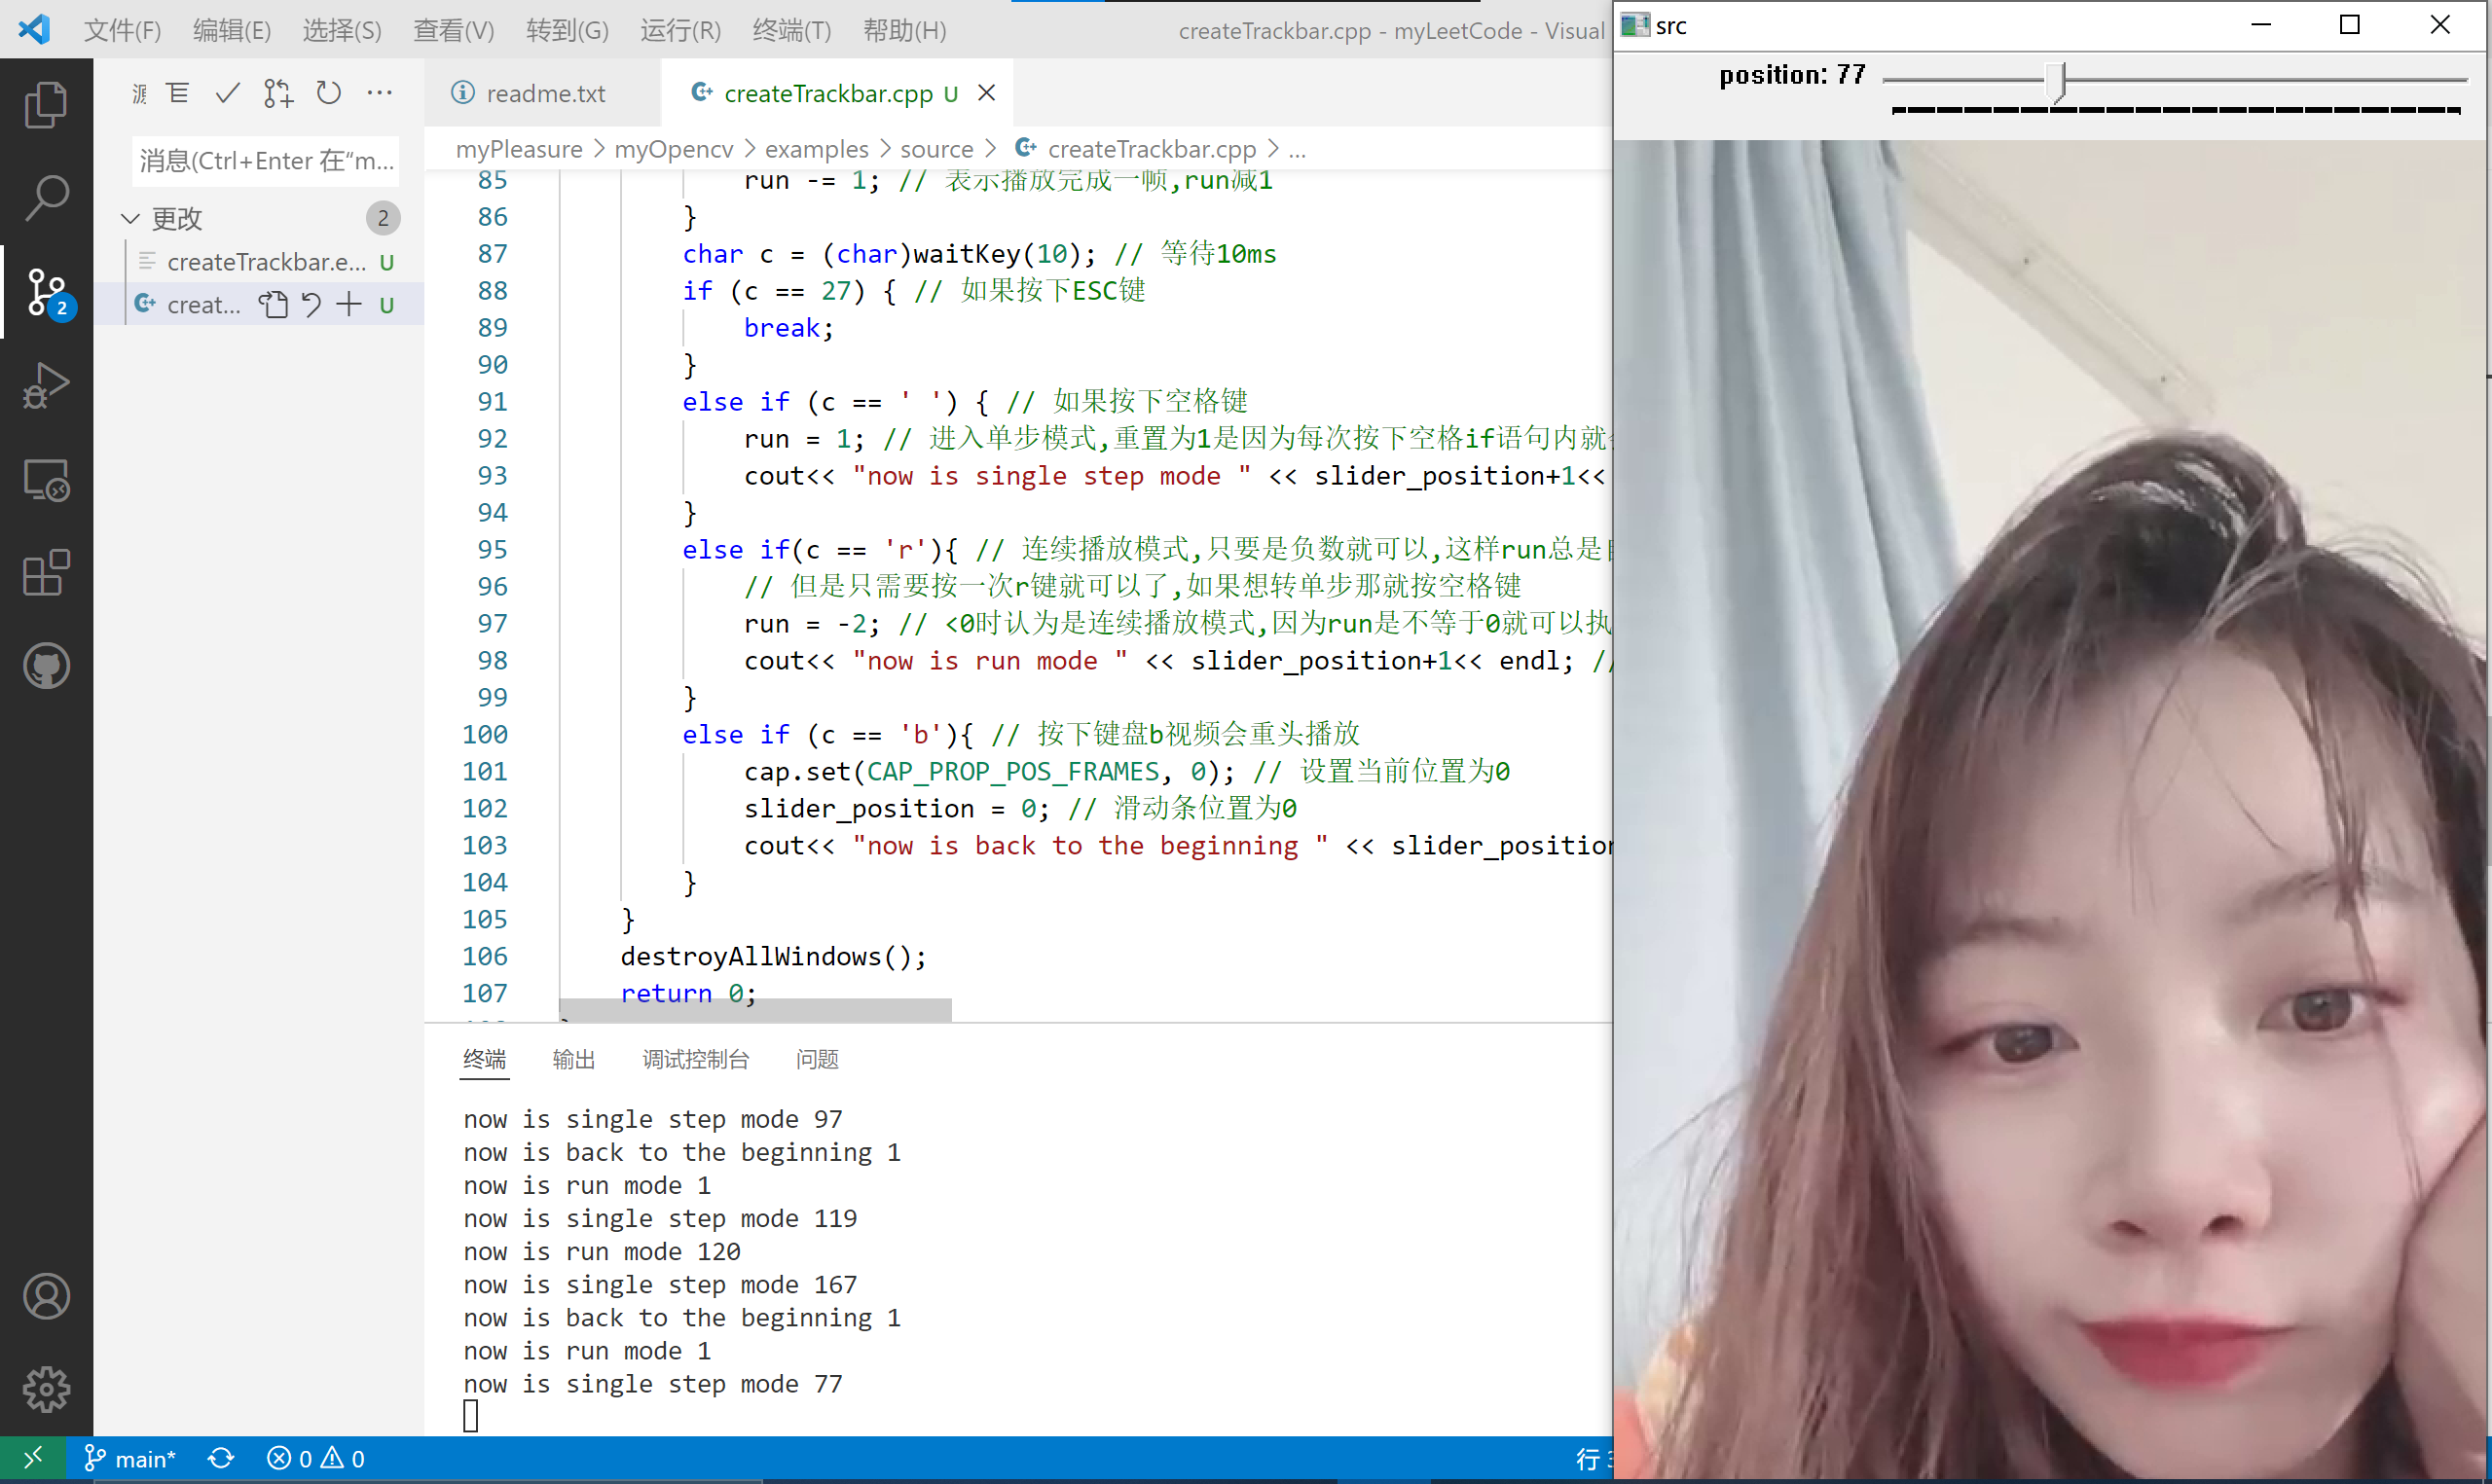 文件(F) 编辑(E) 选择(S) 查看(V) 转到(G) 运行(R) 终端(T) 帮助(H) createTrackbar.cpp - myLeetCode - Visual
src
position: 77
readme.txt createTrackbar.cpp U
消息(Ctrl+Enter 在“m...
myPleasure > myOpencv > examples > source > createTrackbar.cpp > ...
更改 2
createTrackbar.e... U
creat... U
2
85 run -= 1; // 表示播放完成一帧,run减1
86 }
87 char c = (char)waitKey(10); // 等待10ms
88 if (c == 27) { // 如果按下ESC键
89 break;
90 }
91 else if (c == ' ') { // 如果按下空格键
92 run = 1; // 进入单步模式,重置为1是因为每次按下空格if语句内就
93 cout<< "now is single step mode " << slider_position+1<<
94 }
95 else if(c == 'r'){ // 连续播放模式,只要是负数就可以,这样run总是
96 // 但是只需要按一次r键就可以了,如果想转单步那就按空格键
97 run = -2; // <0时认为是连续播放模式,因为run是不等于0就可以执
98 cout<< "now is run mode " << slider_position+1<< endl; //
99 }
100 else if (c == 'b'){ // 按下键盘b视频会重头播放
101 cap.set(CAP_PROP_POS_FRAMES, 0); // 设置当前位置为0
102 slider_position = 0; // 滑动条位置为0
103 cout<< "now is back to the beginning " << slider_position
104 }
105 }
106 destroyAllWindows();
107 return 0;
终端 输出 调试控制台 问题
now is single step mode 97
now is back to the beginning 1
now is run mode 1
now is single step mode 119
now is run mode 120
now is single step mode 167
now is back to the beginning 1
now is run mode 1
now is single step mode 77
main* 0 0 行